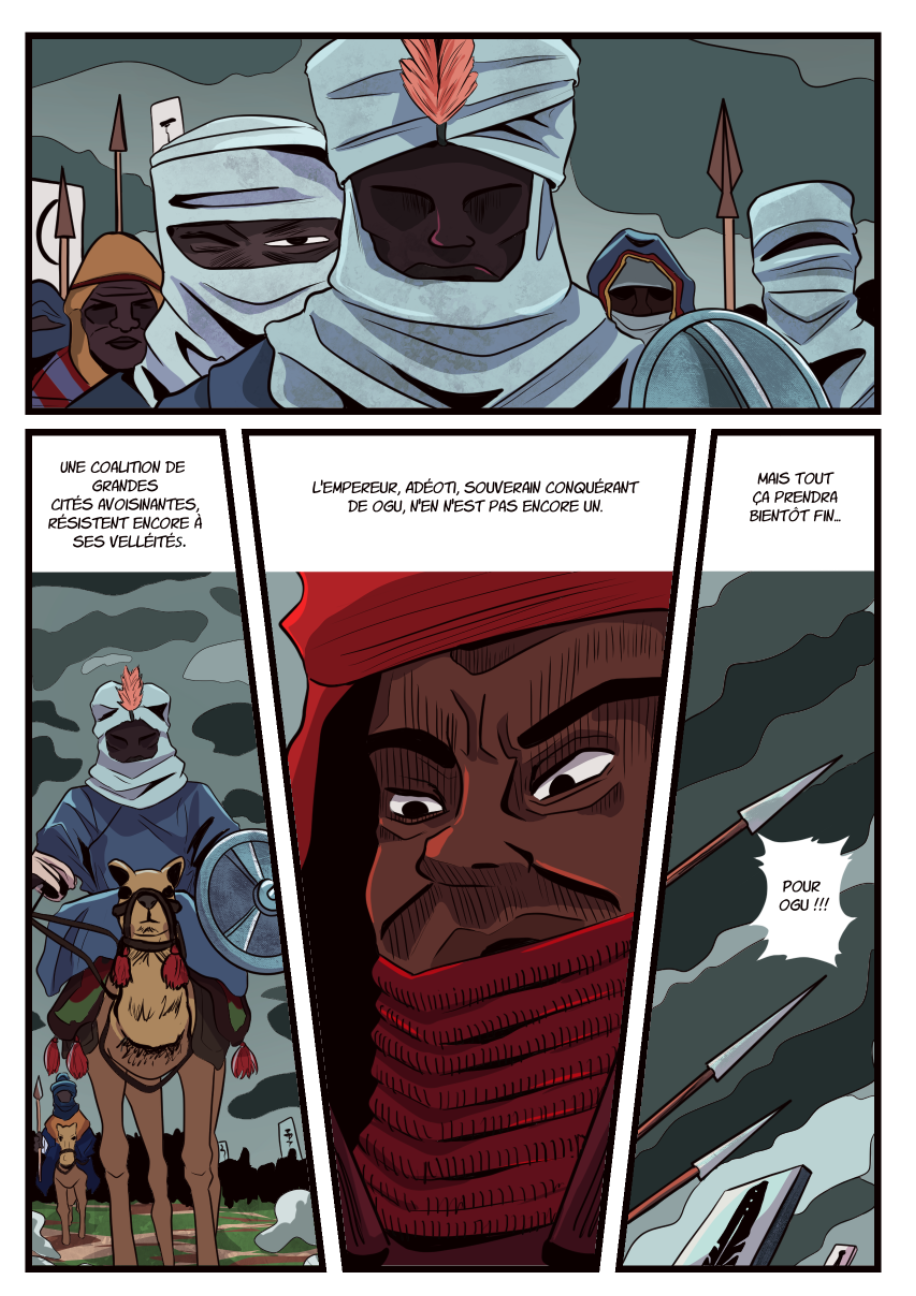 UNE COALITION DE
GRANDES
CITÉS AVOISINANTES,
RÉSISTENT ENCORE À
SES VELLÉITÉS.
L'EMPEREUR, ADÉOTI, SOUVERAIN CONQUÉRANT
DE OGU, N'EN N'EST PAS ENCORE UN.
MAIS TOUT
ÇA PRENDRA
BIENTÔT FIN...
POUR
OGU !!!